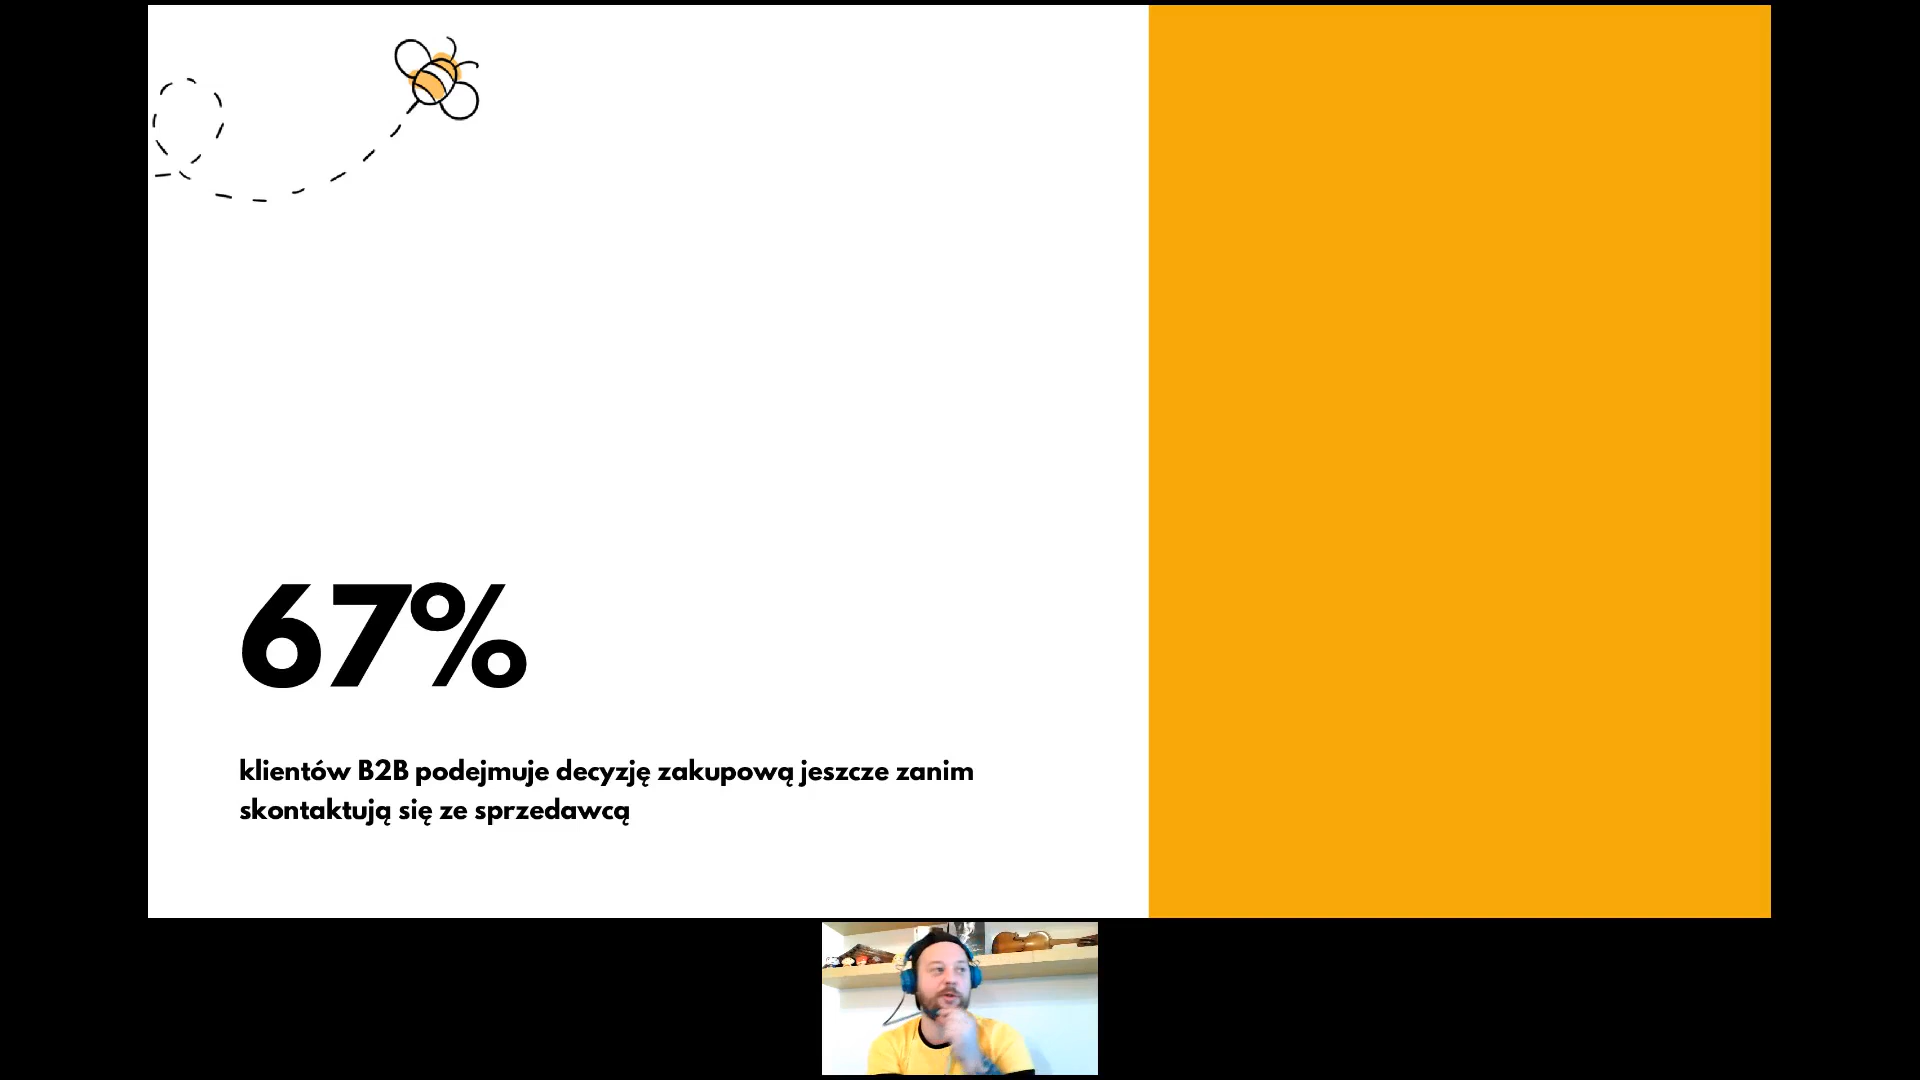 67%
klientów B2B podejmuje decyzję zakupową jeszcze zanim
skontaktują się ze sprzedawcą